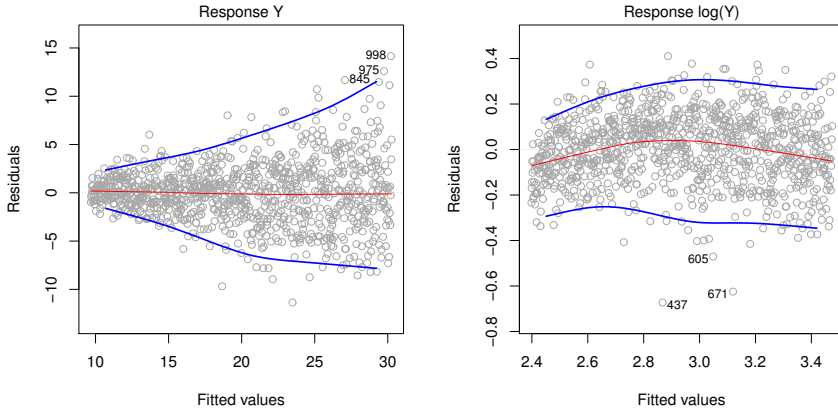 Response Y
Residuals
15
10
5
0
−5
−10
998
975
845
10 15 20 25 30
Fitted values
Response log(Y)
Residuals
0.4
0.2
0.0
−0.2
−0.4
−0.6
−0.8
605
671
437
2.4 2.6 2.8 3.0 3.2 3.4
Fitted values